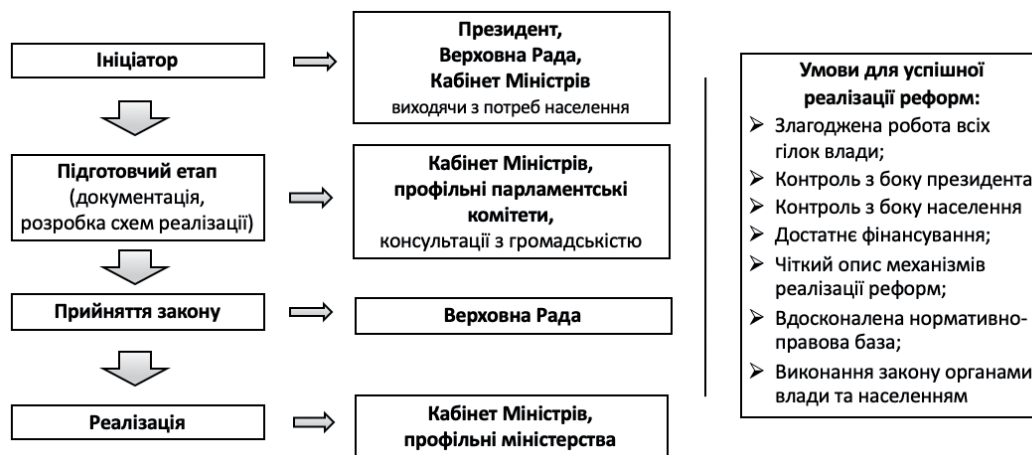 Ініціатор
Президент,
Верховна Рада,
Кабінет Міністрів
виходячи з потреб населення
Підготовчий етап
(документація,
розробка схем реалізації)
Кабінет Міністрів,
профільні парламентські
комітети,
консультації з громадськістю
Прийняття закону
Верховна Рада
Реалізація
Кабінет Міністрів,
профільні міністерства
Умови для успішної
реалізації реформ:
➢ Злагоджена робота всіх
гілок влади;
➢ Контроль з боку президента
➢ Контроль з боку населення
➢ Достатнє фінансування;
➢ Чіткий опис механізмів
реалізації реформ;
➢ Вдосконалена нормативно-
правова база;
➢ Виконання закону органами
влади та населенням